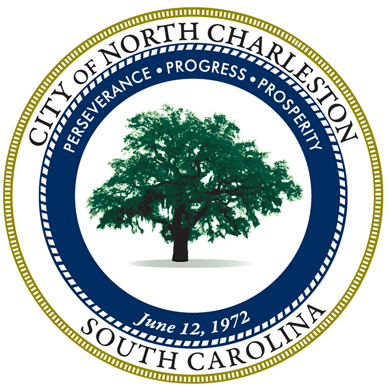 CITY OF NORTH CHARLESTON
PERSEVERANCE • PROGRESS • PROSPERITY
June 12, 1972
SOUTH CAROLINA